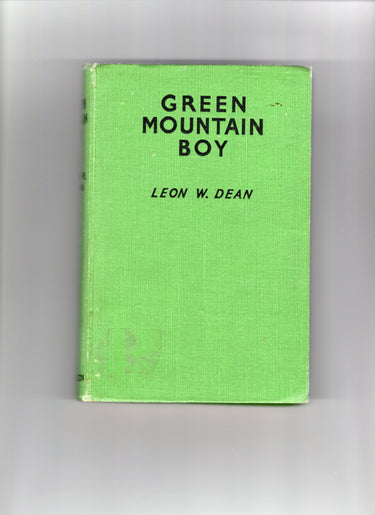 GREEN
MOUNTAIN
BOY
LEON W. DEAN